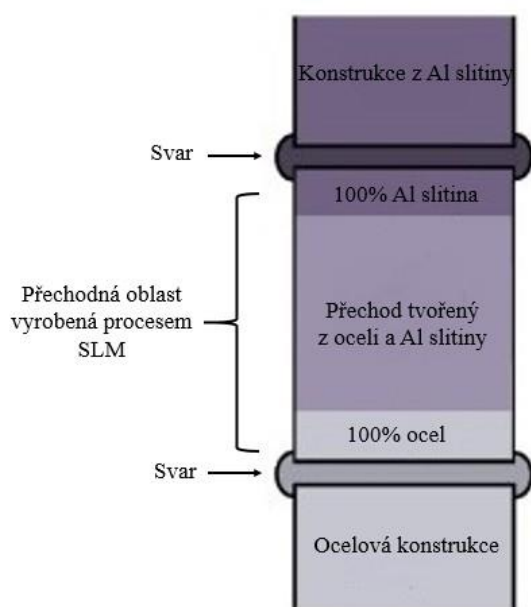 Konstrukce z Al slitiny
Svar
100% Al slitina
Přechodná oblast
vyrobená procesem
SLM
Přechod tvořený
z oceli a Al slitiny
100% ocel
Svar
Ocelová konstrukce